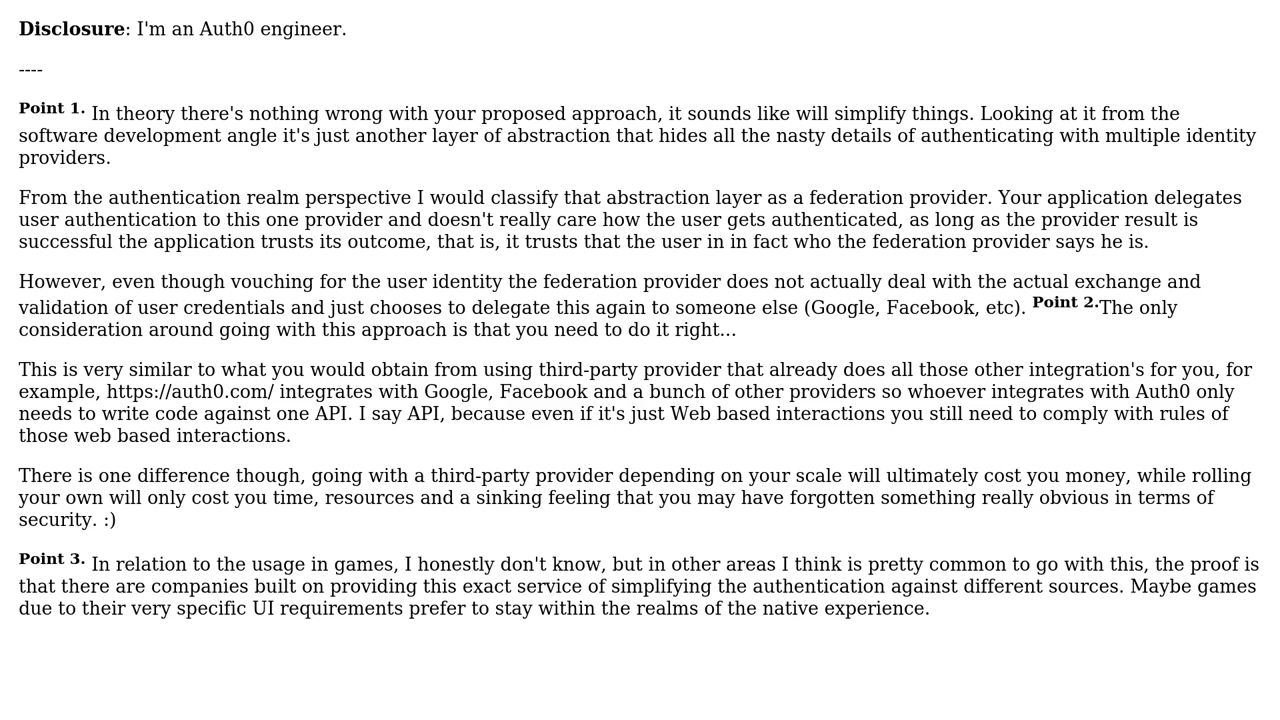 Disclosure: I'm an Auth0 engineer.
----
Point 1. In theory there's nothing wrong with your proposed approach, it sounds like will simplify things. Looking at it from the
software development angle it's just another layer of abstraction that hides all the nasty details of authenticating with multiple identity
providers.
From the authentication realm perspective I would classify that abstraction layer as a federation provider. Your application delegates
user authentication to this one provider and doesn't really care how the user gets authenticated, as long as the provider result is
successful the application trusts its outcome, that is, it trusts that the user in in fact who the federation provider says he is.
However, even though vouching for the user identity the federation provider does not actually deal with the actual exchange and
validation of user credentials and just chooses to delegate this again to someone else (Google, Facebook, etc). Point 2.The only
consideration around going with this approach is that you need to do it right...
This is very similar to what you would obtain from using third-party provider that already does all those other integration's for you, for
example, https://auth0.com/ integrates with Google, Facebook and a bunch of other providers so whoever integrates with Auth0 only
needs to write code against one API. I say API, because even if it's just Web based interactions you still need to comply with rules of
those web based interactions.
There is one difference though, going with a third-party provider depending on your scale will ultimately cost you money, while rolling
your own will only cost you time, resources and a sinking feeling that you may have forgotten something really obvious in terms of
security. :)
Point 3. In relation to the usage in games, I honestly don't know, but in other areas I think is pretty common to go with this, the proof is
that there are companies built on providing this exact service of simplifying the authentication against different sources. Maybe games
due to their very specific UI requirements prefer to stay within the realms of the native experience.